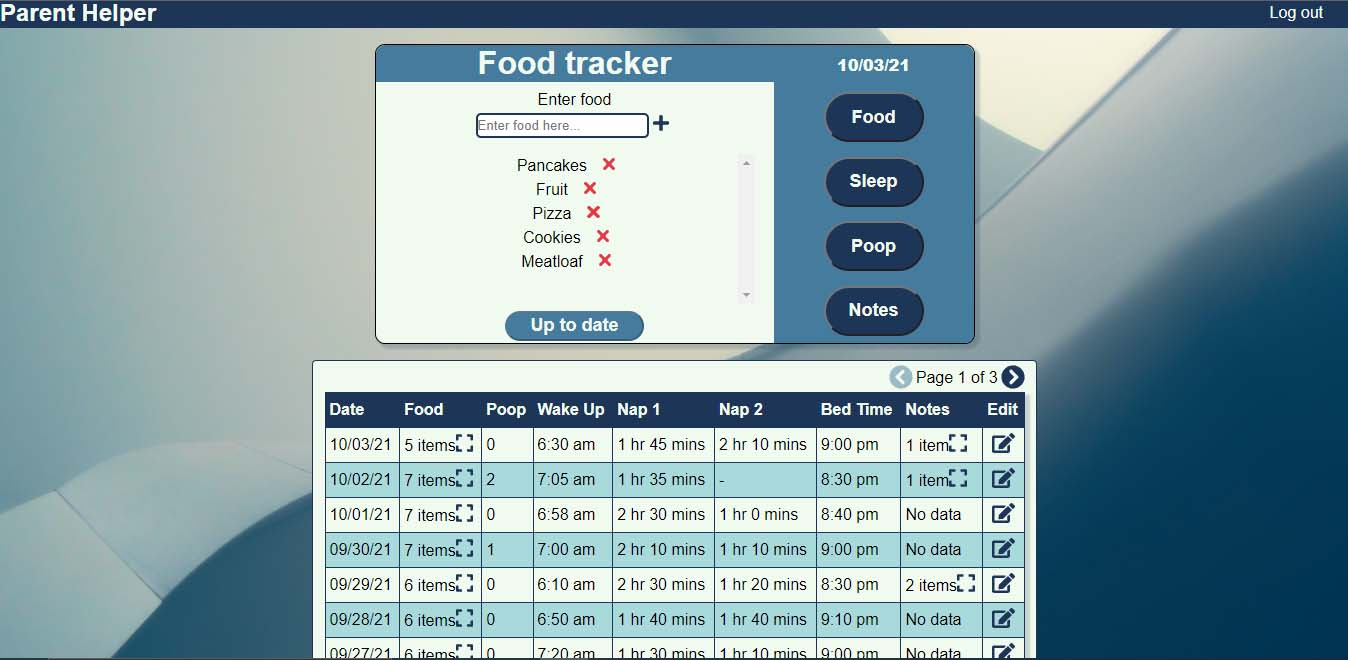 Parent Helper Log out
Food tracker 10/03/21
Enter food
Enter food here...
Pancakes
Fruit
Pizza
Cookies
Meatloaf
Up to date
Food
Sleep
Poop
Notes
Page 1 of 3
Date Food Poop Wake Up Nap 1 Nap 2 Bed Time Notes Edit
10/03/21 5 items 0 6:30 am 1 hr 45 mins 2 hr 10 mins 9:00 pm 1 item
10/02/21 7 items 2 7:05 am 1 hr 35 mins - 8:30 pm 1 item
10/01/21 7 items 0 6:58 am 2 hr 30 mins 1 hr 0 mins 8:40 pm No data
09/30/21 7 items 1 7:00 am 2 hr 10 mins 1 hr 10 mins 9:00 pm No data
09/29/21 6 items 0 6:10 am 2 hr 30 mins 1 hr 20 mins 8:30 pm 2 items
09/28/21 6 items 0 6:50 am 1 hr 40 mins 1 hr 40 mins 9:10 pm No data
09/27/21 6 items 0 7:20 am 1 hr 30 mins 1 hr 10 mins 9:00 pm No data